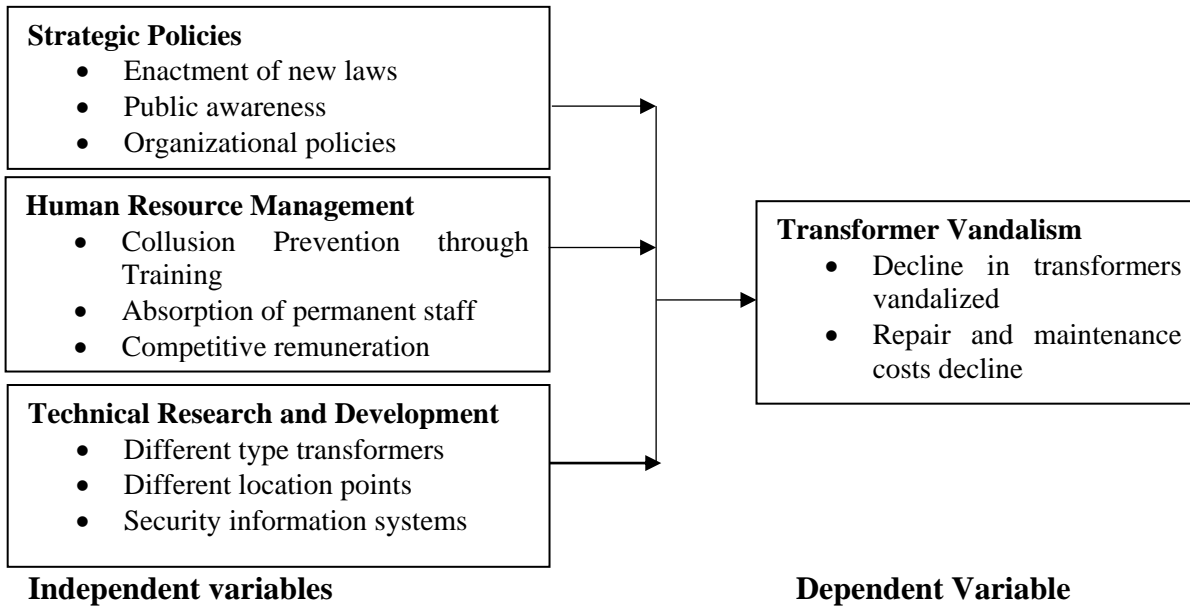 Strategic Policies
• Enactment of new laws
• Public awareness
• Organizational policies
Human Resource Management
• Collusion Prevention through
Training
• Absorption of permanent staff
• Competitive remuneration
Technical Research and Development
• Different type transformers
• Different location points
• Security information systems
Independent variables
Transformer Vandalism
• Decline in transformers
vandalized
• Repair and maintenance
costs decline
Dependent Variable